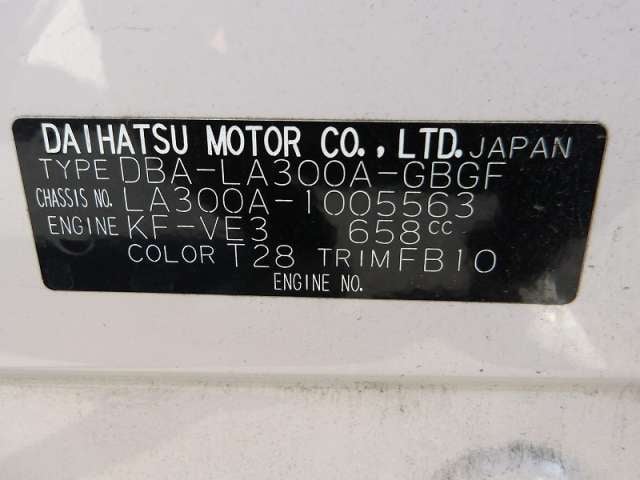 DAIHATSU MOTOR CO., LTD. JAPAN
TYPE DBA-LA300A-GBGF
CHASSIS NO. LA300A-1005563
ENGINE KF-VE3 658cc
COLOR T28 TRIM FB10
ENGINE NO.